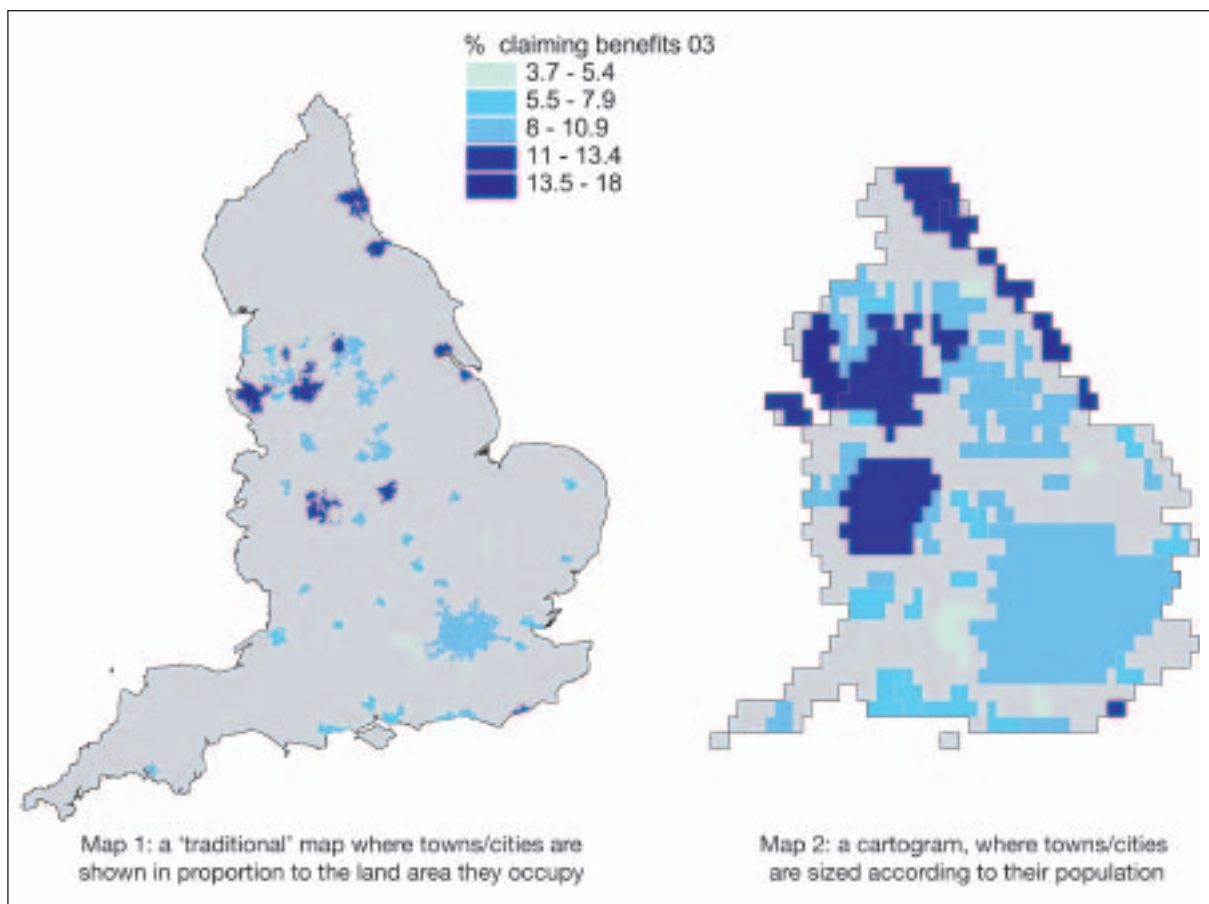 % claiming benefits 03
3.7 - 5.4
5.5 - 7.9
8 - 10.9
11 - 13.4
13.5 - 18
Map 1: a 'traditional' map where towns/cities are
shown in proportion to the land area they occupy
Map 2: a cartogram, where towns/cities
are sized according to their population